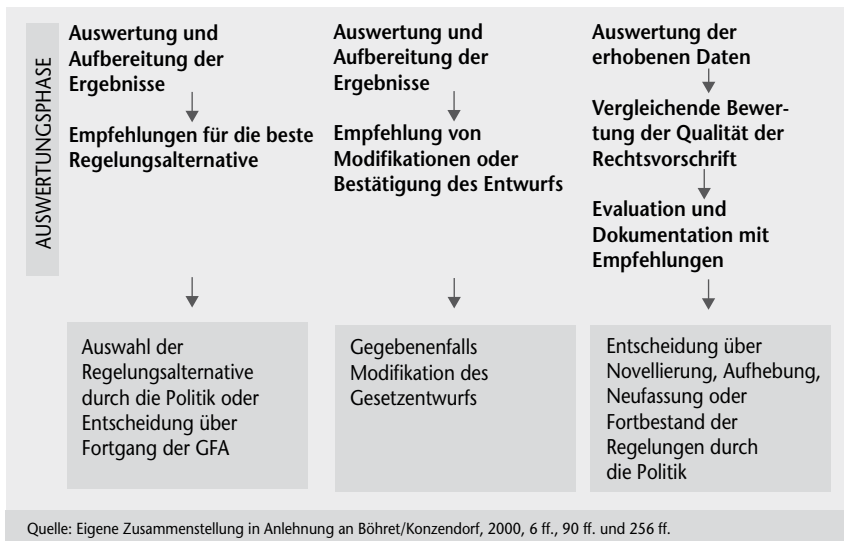 AUSWERTUNGSPHASE
Auswertung und
Aufbereitung der
Ergebnisse
Empfehlungen für die beste
Regelungsalternative
Auswahl der
Regelungsalternative
durch die Politik oder
Entscheidung über
Fortgang der GFA
Auswertung und
Aufbereitung der
Ergebnisse
Empfehlung von
Modifikationen oder
Bestätigung des Entwurfs
Gegebenenfalls
Modifikation des
Gesetzentwurfs
Auswertung der
erhobenen Daten
Vergleichende Bewer-
tung der Qualität der
Rechtsvorschrift
Evaluation und
Dokumentation mit
Empfehlungen
Entscheidung über
Novellierung, Aufhebung,
Neufassung oder
Fortbestand der
Regelungen durch
die Politik
Quelle: Eigene Zusammenstellung in Anlehnung an Böhret/Konzendorf, 2000, 6 ff., 90 ff. und 256 ff.